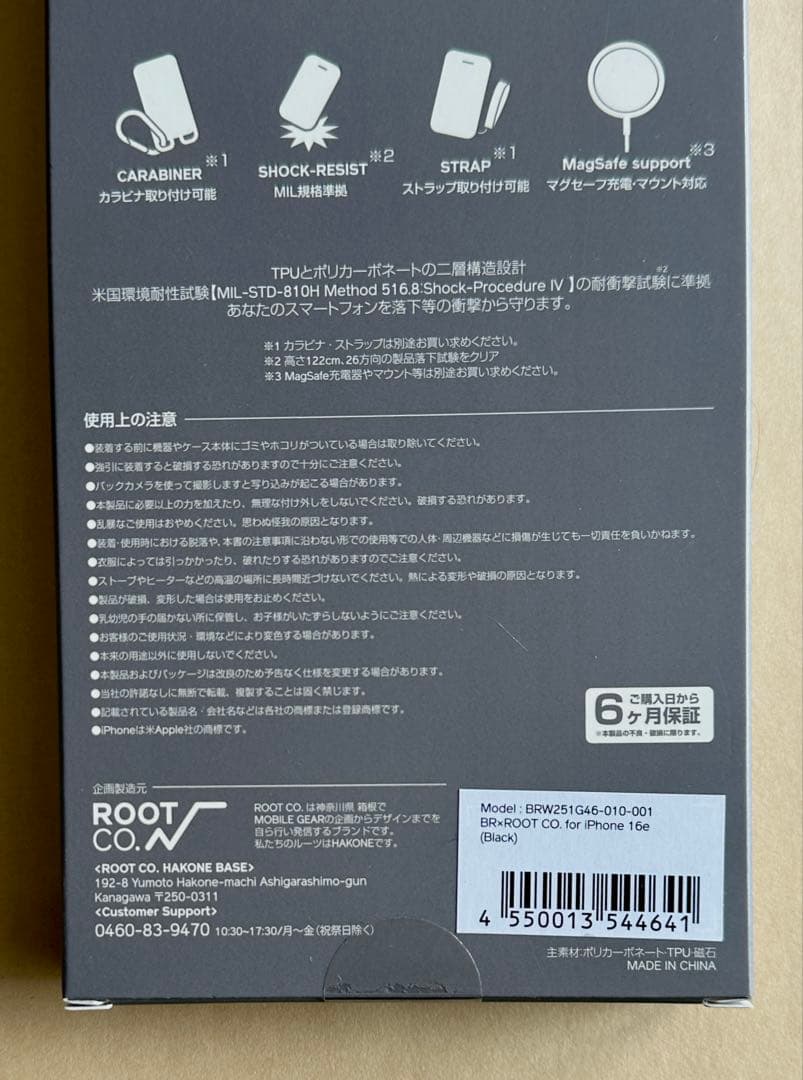 CARABINER ※1
カラビナ取り付け可能
SHOCK-RESIST ※2
MIL規格準拠
STRAP ※1
ストラップ取り付け可能
MagSafe support ※3
マグセーフ充電・マウント対応
TPUとポリカーボネートの二層構造設計
米国環境耐性試験【MIL-STD-810H Method 516.8:Shock-Procedure Ⅳ 】の耐衝撃試験※2に準拠
あなたのスマートフォンを落下等の衝撃から守ります。
※1 カラビナ・ストラップは別途お買い求めください。
※2 高さ122cm、26方向の製品落下試験をクリア
※3 MagSafe充電器やマウント等は別途お買い求めください。
使用上の注意
●装着する前に機器やケース本体にゴミやホコリがついている場合は取り除いてください。
●強引に装着すると破損する恐れがありますので十分にご注意ください。
●バックカメラを使って撮影しますと写り込みが起こる場合があります。
●本製品に必要以上の力を加えたり、無理な付け外しをしないでください。破損する恐れがあります。
●乱暴なご使用はおやめください。思わぬ怪我の原因となります。
●装着・使用時における脱落や、本書の注意事項に沿わない形での使用等での人体・周辺機器などに損傷が生じても一切責任を負いかねます。
●衣服によっては引っかかったり、破れたりする恐れがありますのでご注意ください。
●ストーブやヒーターなどの高温の場所に長時間近づけないでください。熱による変形や破損の原因となります。
●製品が破損、変形した場合は使用をお止めください。
●乳幼児の手の届かない所に保管し、お子様がいたずらしないようにご注意ください。
●お客様のご使用状況・環境などにより変色する場合があります。
●本来の用途以外に使用しないでください。
●本製品およびパッケージは改良のため予告なく仕様を変更する場合があります。
●当社の許諾なしに無断で転載、複製することは固く禁じます。
●記載されている製品名・会社名などは各社の商標または登録商標です。
●iPhoneは米Apple社の商標です。
6ヶ月保証
ご購入日から
※本製品の不良・破損に限ります。
企画製造元
ROOT
CO.
ROOT CO. は神奈川県 箱根で
MOBILE GEARの企画からデザインまでを
自ら行い発信するブランドです。
私たちのルーツはHAKONEです。
<ROOT CO. HAKONE BASE>
192-8 Yumoto Hakone-machi Ashigarashimo-gun
Kanagawa 〒250-0311
<Customer Support>
0460-83-9470 10:30~17:30/月～金(祝祭日除く)
Model : BRW251G46-010-001
BR×ROOT CO. for iPhone 16e
(Black)
4 550013 544641
主素材:ポリカーボネート・TPU・磁石
MADE IN CHINA